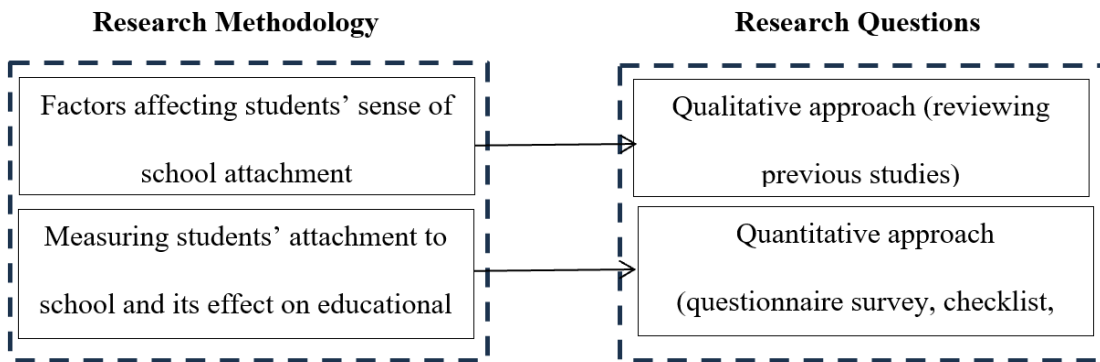 Research Methodology
Research Questions
Factors affecting students’ sense of
school attachment
Qualitative approach (reviewing
previous studies)
Measuring students’ attachment to
school and its effect on educational
Quantitative approach
(questionnaire survey, checklist,